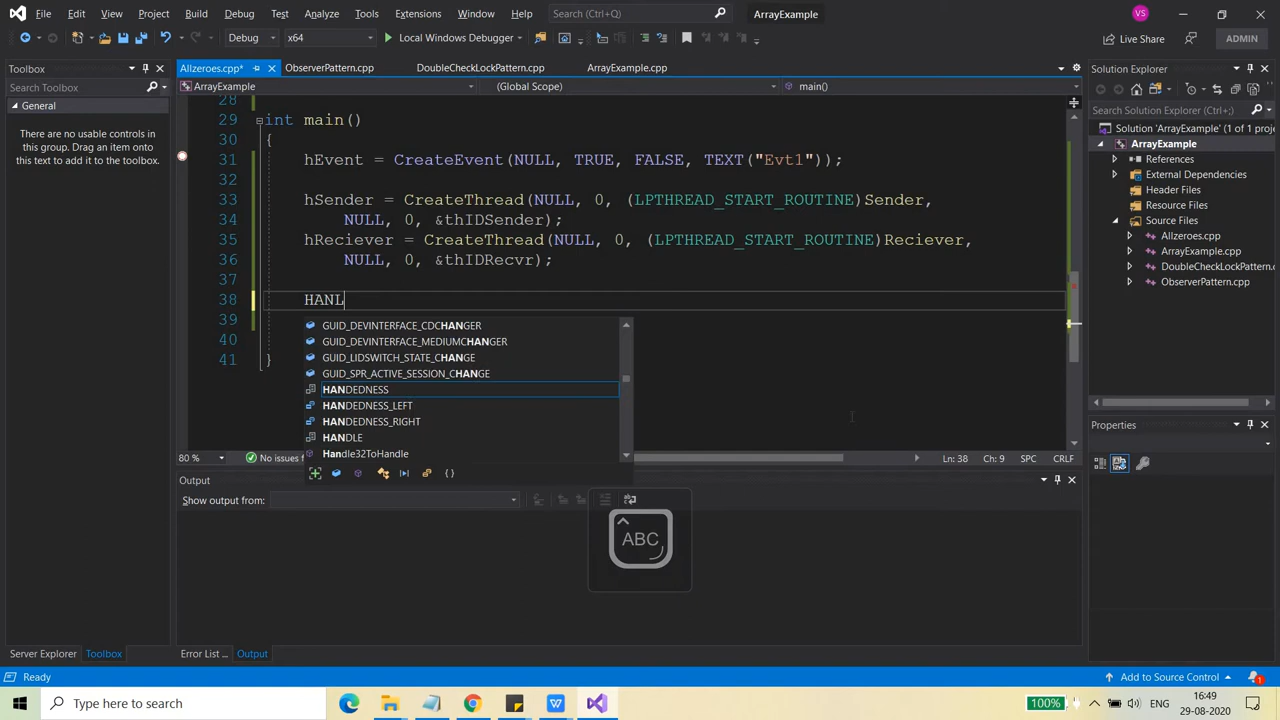 File Edit View Project Build Debug Test Analyze Tools Extensions Window Help Search (Ctrl+Q) ArrayExample VS
Debug x64 Local Windows Debugger Live Share ADMIN
Toolbox
Search Toolbox
General
There are no usable controls in
this group. Drag an item onto
this text to add it to the toolbox.
Allzeroes.cpp* ObserverPattern.cpp DoubleCheckLockPattern.cpp ArrayExample.cpp
ArrayExample (Global Scope) main()
28
29 int main()
30 {
31 hEvent = CreateEvent(NULL, TRUE, FALSE, TEXT("Evt1"));
32
33 hSender = CreateThread(NULL, 0, (LPTHREAD_START_ROUTINE)Sender,
34 NULL, 0, &thIDSender);
35 hReciever = CreateThread(NULL, 0, (LPTHREAD_START_ROUTINE)Reciever,
36 NULL, 0, &thIDRecvr);
37
38 HANL
39
40
41 }
GUID_DEVINTERFACE_CDCHANGER
GUID_DEVINTERFACE_MEDIUMCHANGER
GUID_LIDSWITCH_STATE_CHANGE
GUID_SPR_ACTIVE_SESSION_CHANGE
HANDEDNESS
HANDEDNESS_LEFT
HANDEDNESS_RIGHT
HANDLE
Handle32ToHandle
80 % No issues f Ln: 38 Ch: 9 SPC CRLF
Output
Show output from:
ABC
Solution Explorer
Search Solution Explorer (Ctrl+;)
Solution 'ArrayExample' (1 of 1 proje
ArrayExample
References
External Dependencies
Header Files
Resource Files
Source Files
Allzeroes.cpp
ArrayExample.cpp
DoubleCheckLockPattern.c
ObserverPattern.cpp
Properties
Server Explorer Toolbox Error List ... Output
Ready Add to Source Control 1
Type here to search 100% 16:49
29-08-2020